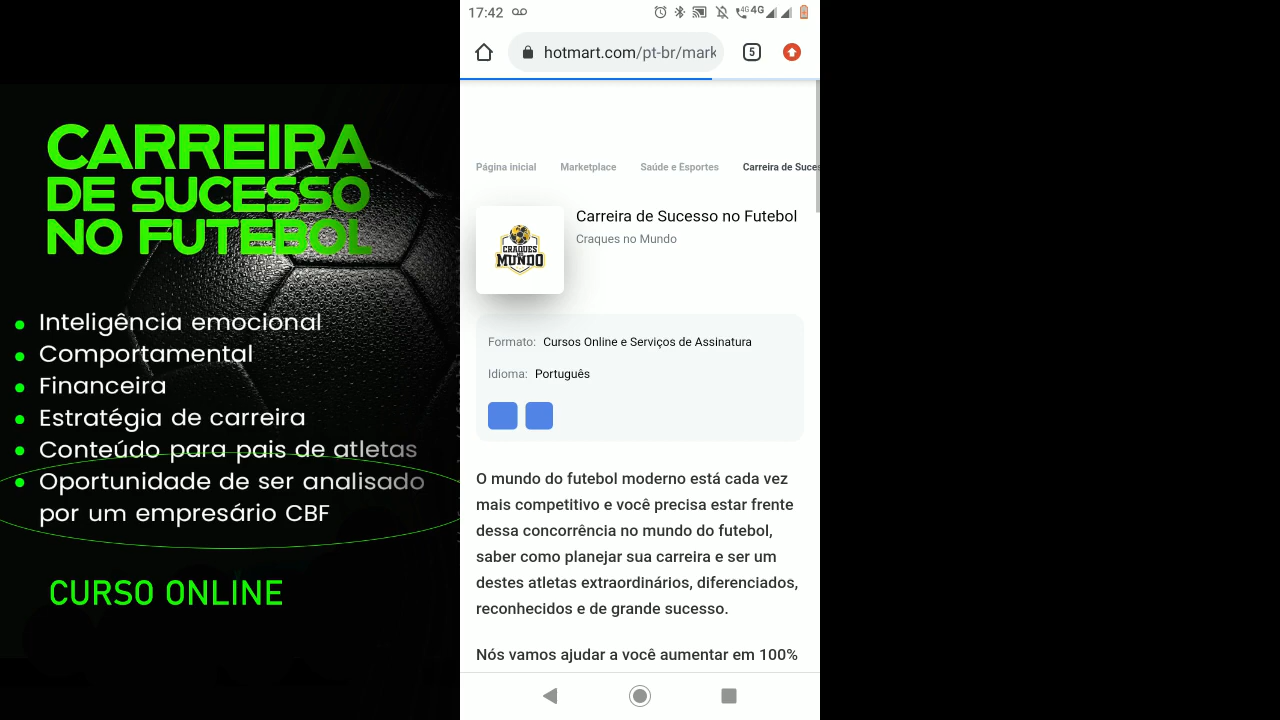 CARREIRA
DE SUCESSO
NO FUTEBOL
Inteligência emocional
Comportamental
Financeira
Estratégia de carreira
Conteúdo para pais de atletas
Oportunidade de ser analisado
por um empresário CBF
CURSO ONLINE
17:42
4G 4G
hotmart.com/pt-br/mark
5
Página inicial Marketplace Saúde e Esportes Carreira de Suces
CRAQUES
NO
MUNDO
Carreira de Sucesso no Futebol
Craques no Mundo
Formato: Cursos Online e Serviços de Assinatura
Idioma: Português
O mundo do futebol moderno está cada vez
mais competitivo e você precisa estar frente
dessa concorrência no mundo do futebol,
saber como planejar sua carreira e ser um
destes atletas extraordinários, diferenciados,
reconhecidos e de grande sucesso.
Nós vamos ajudar a você aumentar em 100%